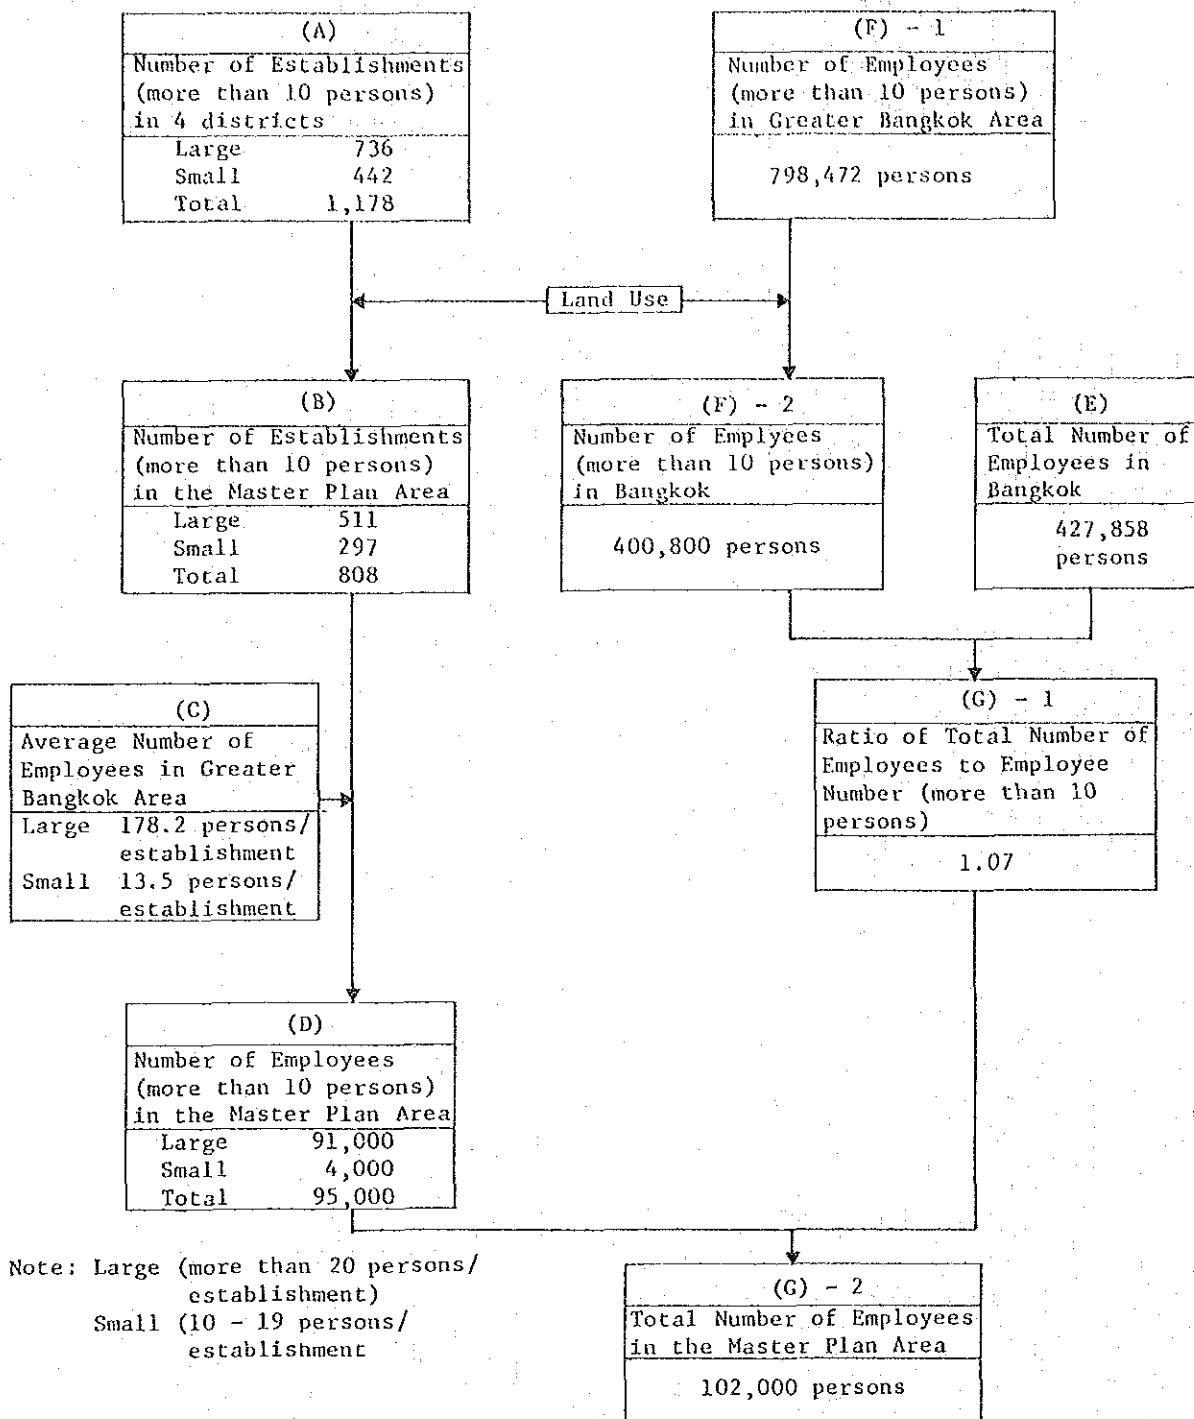 (A)
Number of Establishments
(more than 10 persons)
in 4 districts
Large 736
Small 442
Total 1,178
(F) - 1
Number of Employees
(more than 10 persons)
in Greater Bangkok Area
798,472 persons
Land Use
(B)
Number of Establishments
(more than 10 persons)
in the Master Plan Area
Large 511
Small 297
Total 808
(F) - 2
Number of Emplyees
(more than 10 persons)
in Bangkok
400,800 persons
(E)
Total Number of
Employees in
Bangkok
427,858
persons
(C)
Average Number of
Employees in Greater
Bangkok Area
Large 178.2 persons/
establishment
Small 13.5 persons/
establishment
(G) - 1
Ratio of Total Number of
Employees to Employee
Number (more than 10
persons)
1.07
(D)
Number of Employees
(more than 10 persons)
in the Master Plan Area
Large 91,000
Small 4,000
Total 95,000
Note: Large (more than 20 persons/
establishment)
Small (10 - 19 persons/
establishment
(G) - 2
Total Number of Employees
in the Master Plan Area
102,000 persons